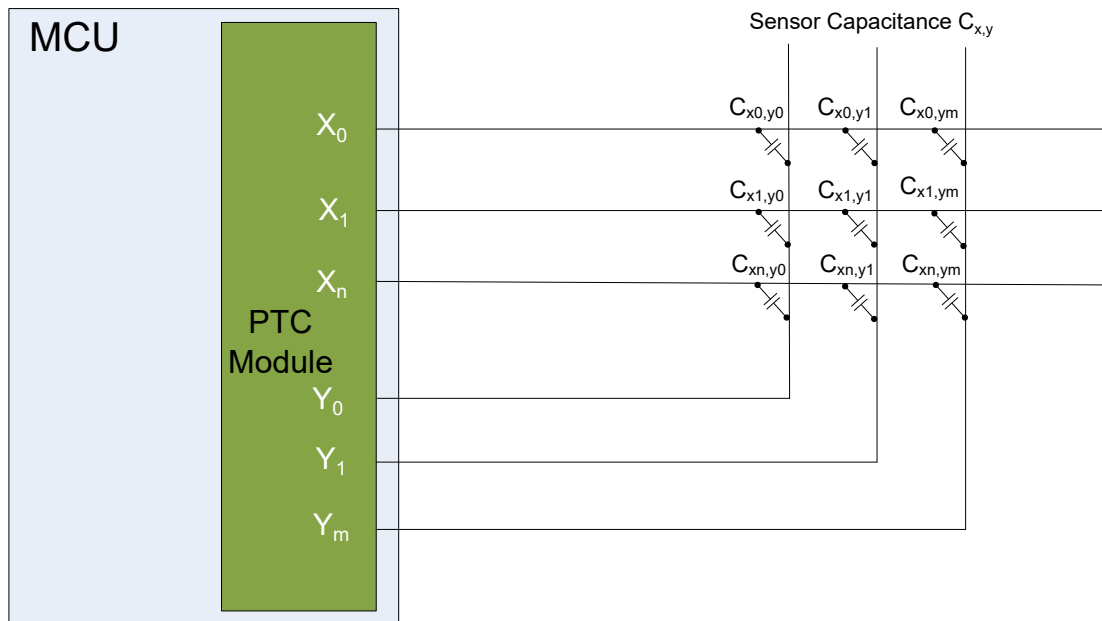 Sensor Capacitance Cx,y
MCU
Cx0,y0 Cx0,y1 Cx0,ym
X0
Cx1,y0 Cx1,y1 Cx1,ym
X1
Cxn,y0 Cxn,y1 Cxn,ym
Xn
PTC
Module
Y0
Y1
Ym